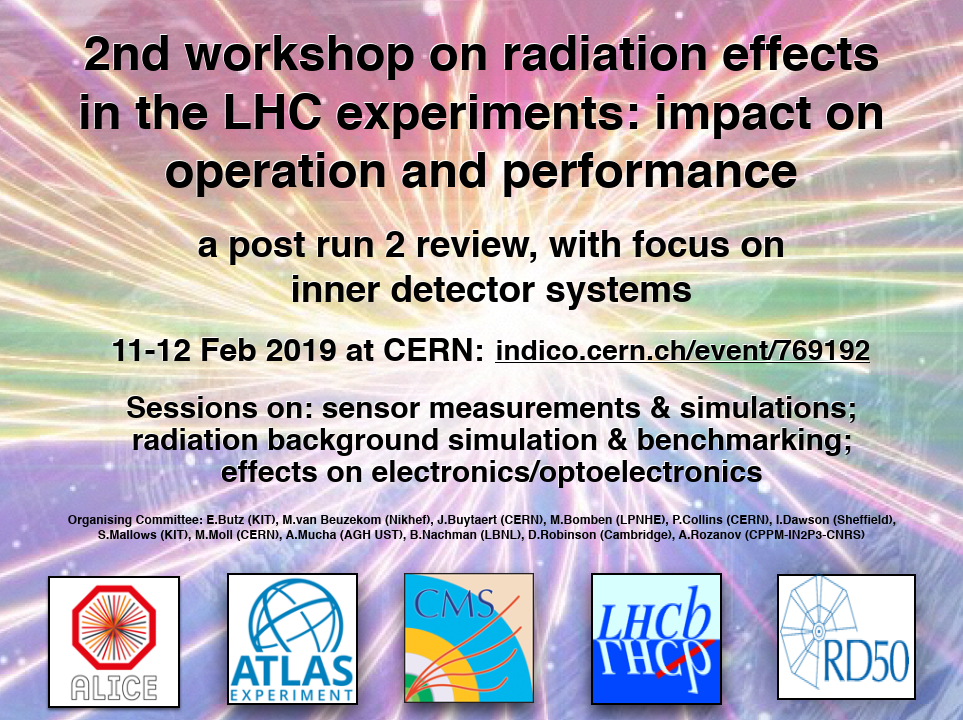 2nd workshop on radiation effects
in the LHC experiments: impact on
operation and performance
a post run 2 review, with focus on
inner detector systems
11-12 Feb 2019 at CERN: indico.cern.ch/event/769192
Sessions on: sensor measurements & simulations;
radiation background simulation & benchmarking;
effects on electronics/optoelectronics
Organising Committee: E.Butz (KIT), M.van Beuzekom (Nikhef), J.Buytaert (CERN), M.Bomben (LPNHE), P.Collins (CERN), I.Dawson (Sheffield),
S.Mallows (KIT), M.Moll (CERN), A.Mucha (AGH UST), B.Nachman (LBNL), D.Robinson (Cambridge), A.Rozanov (CPPM-IN2P3-CNRS)
ALICE
ATLAS
EXPERIMENT
CMS
LHCb
LHCp
RD50